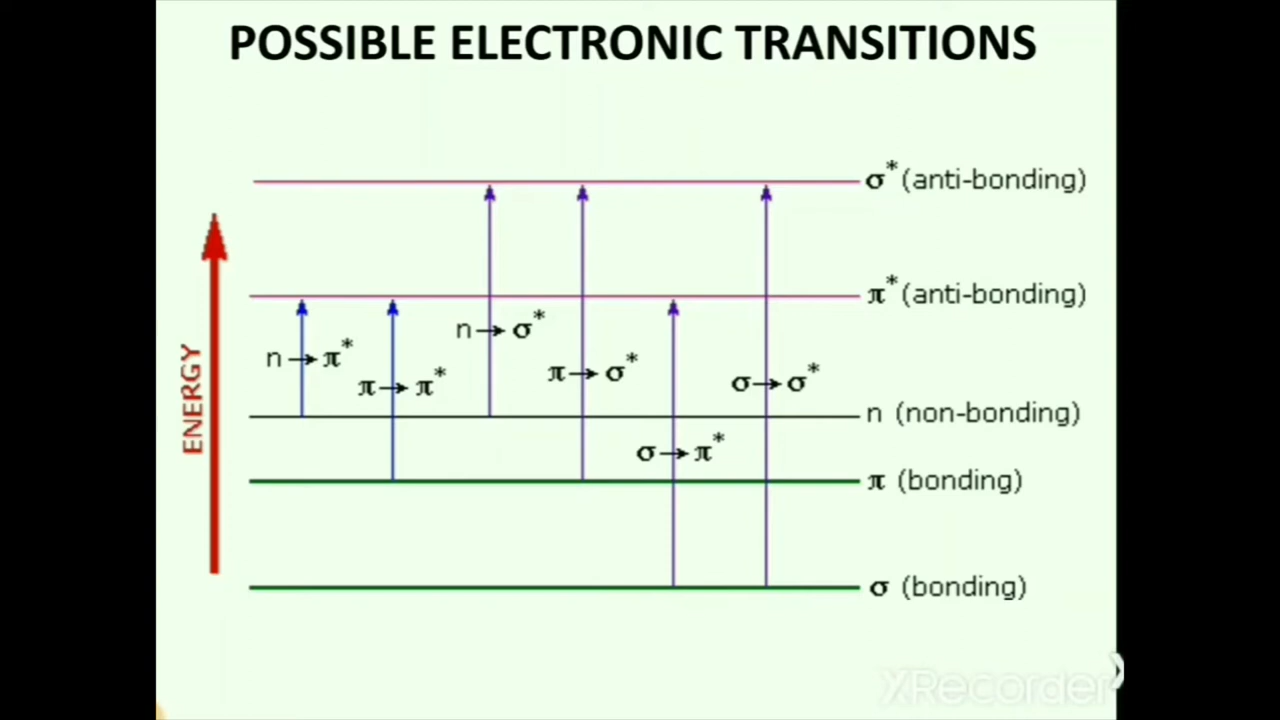 POSSIBLE ELECTRONIC TRANSITIONS
σ* (anti-bonding)
π* (anti-bonding)
n → σ*
n → π*
π → σ*
π → π*
σ → σ*
n (non-bonding)
σ → π*
π (bonding)
σ (bonding)
ENERGY
XRecorder